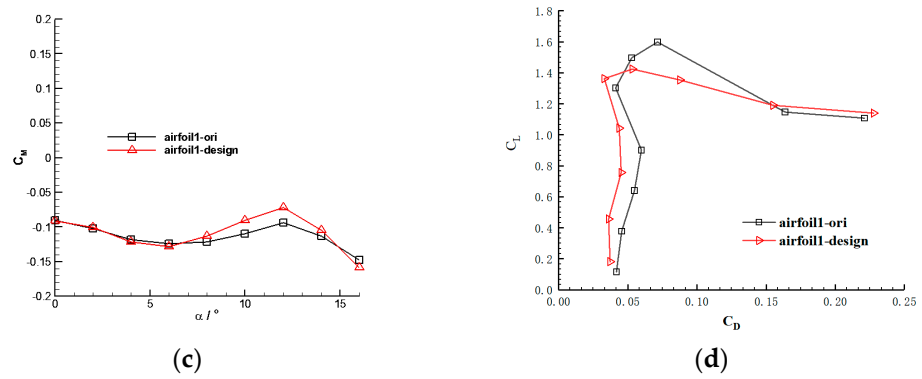 0.2
0.15
0.1
0.05
0
-0.05
-0.1
-0.15
-0.2
C_M
airfoil1-ori
airfoil1-design
0 5 10 15
α / °
(c)
1.8
1.6
1.4
1.2
1.0
0.8
0.6
0.4
0.2
0.0
C_L
airfoil1-ori
airfoil1-design
0.00 0.05 0.10 0.15 0.20 0.25
C_D
(d)